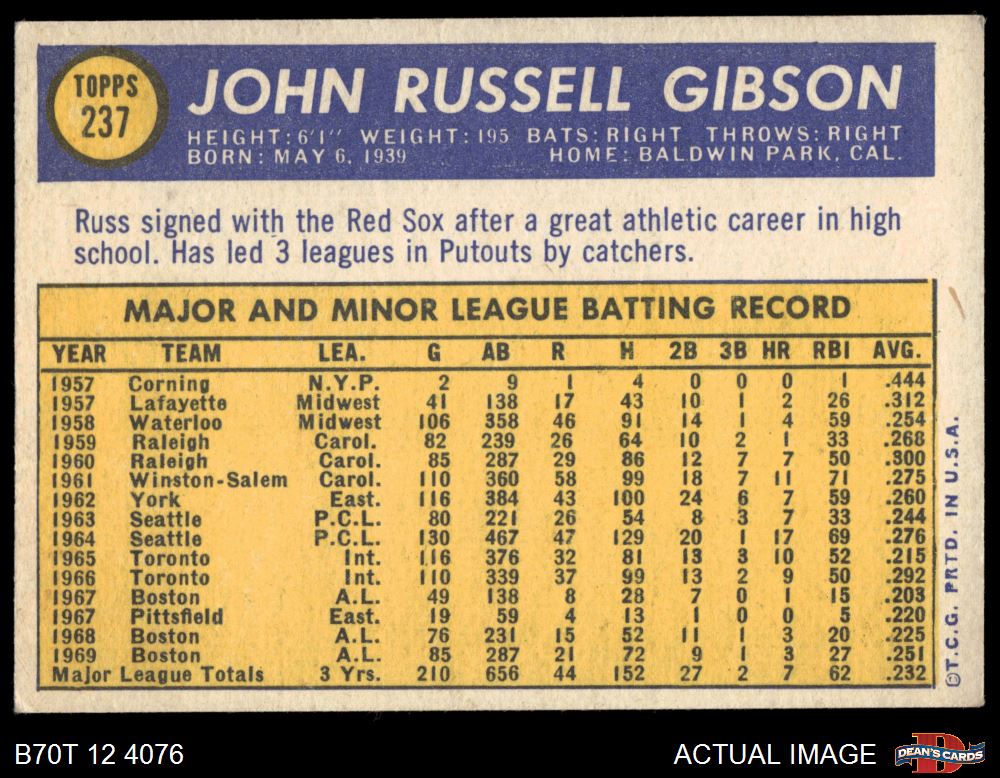 TOPPS
237
JOHN RUSSELL GIBSON
HEIGHT: 6'1" WEIGHT: 195 BATS: RIGHT THROWS: RIGHT
BORN: MAY 6, 1939 HOME: BALDWIN PARK, CAL.
Russ signed with the Red Sox after a great athletic career in high
school. Has led 3 leagues in Putouts by catchers.
MAJOR AND MINOR LEAGUE BATTING RECORD
YEAR TEAM LEA. G AB R H 2B 3B HR RBI AVG.
1957 Corning N.Y.P. 2 9 1 4 0 0 0 1 .444
1957 Lafayette Midwest 41 138 17 43 10 1 2 26 .312
1958 Waterloo Midwest 106 358 46 91 14 1 4 59 .254
1959 Raleigh Carol. 82 239 26 64 10 2 1 33 .268
1960 Raleigh Carol. 85 287 29 86 12 7 7 50 .300
1961 Winston-Salem Carol. 110 360 58 99 18 7 11 71 .275
1962 York East. 116 384 43 100 24 6 7 59 .260
1963 Seattle P.C.L. 80 221 26 54 8 3 7 33 .244
1964 Seattle P.C.L. 130 467 47 129 20 1 17 69 .276
1965 Toronto Int. 116 376 32 81 13 3 10 52 .215
1966 Toronto Int. 110 339 37 99 13 2 9 50 .292
1967 Boston A.L. 49 138 8 28 7 0 1 15 .203
1967 Pittsfield East. 19 59 4 13 1 0 0 5 .220
1968 Boston A.L. 76 231 15 52 11 1 3 20 .225
1969 Boston A.L. 85 287 21 72 9 1 3 27 .251
Major League Totals 3 Yrs. 210 656 44 152 27 2 7 62 .232
©T.C.G. PRTD. IN U.S.A.
B70T 12 4076
ACTUAL IMAGE
DEAN'S CARDS